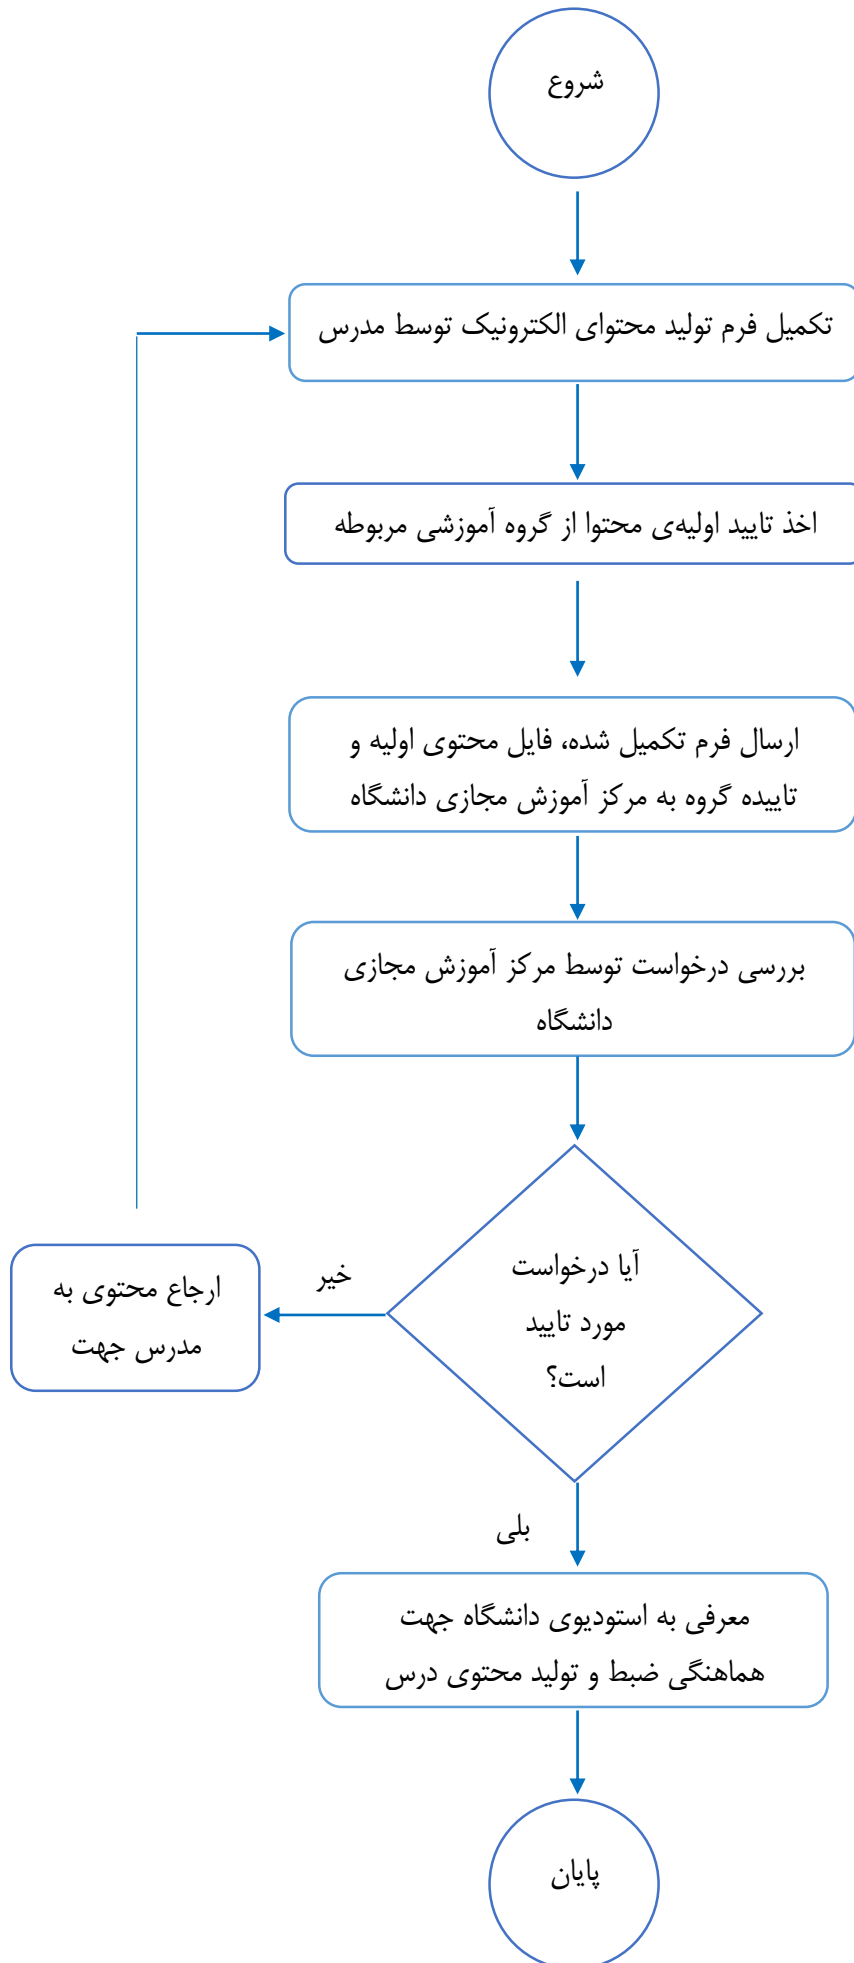 شروع
تکمیل فرم تولید محتوای الکترونیک توسط مدرس
اخذ تایید اولیه‌ی محتوا از گروه آموزشی مربوطه
ارسال فرم تکمیل شده، فایل محتوی اولیه و
تاییده گروه به مرکز آموزش مجازی دانشگاه
بررسی درخواست توسط مرکز آموزش مجازی
دانشگاه
آیا درخواست
مورد تایید
است؟
خیر
ارجاع محتوی به
مدرس جهت
بلی
معرفی به استودیوی دانشگاه جهت
هماهنگی ضبط و تولید محتوی درس
پایان